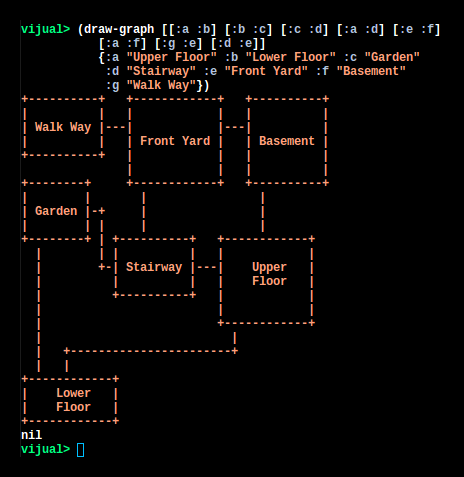 vijual> (draw-graph [[:a :b] [:b :c] [:c :d] [:a :d] [:e :f]
[:a :f] [:g :e] [:d :e]]
{:a "Upper Floor" :b "Lower Floor" :c "Garden"
:d "Stairway" :e "Front Yard" :f "Basement"
:g "Walk Way"})
Walk Way
Front Yard
Basement
Garden
Stairway
Upper
Floor
Lower
Floor
nil
vijual>